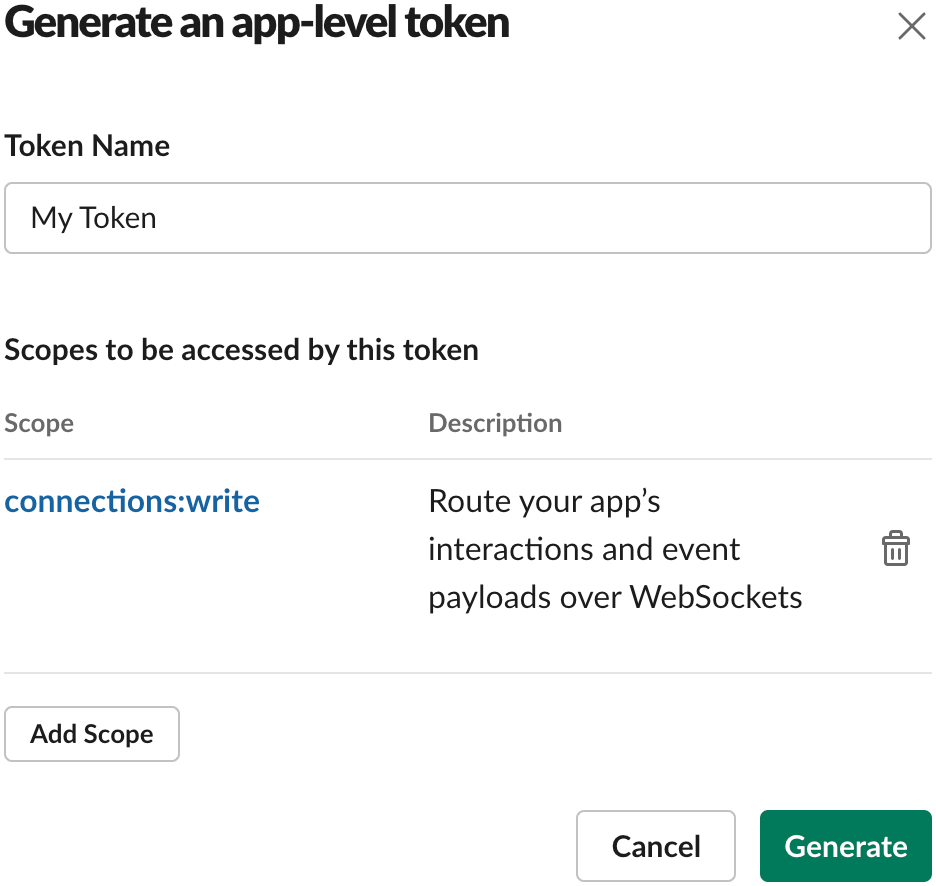 Generate an app-level token
Token Name
My Token
Scopes to be accessed by this token
Scope Description
connections:write Route your app’s
interactions and event
payloads over WebSockets
Add Scope
Cancel Generate